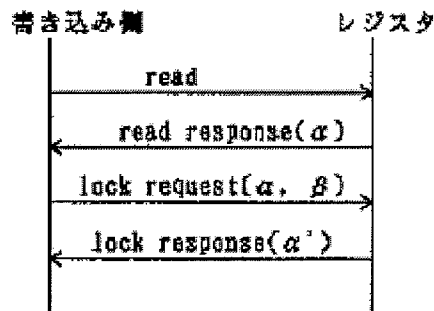 書き込み側 レジスタ
read
read response(α)
lock request(α, β)
lock response(α')